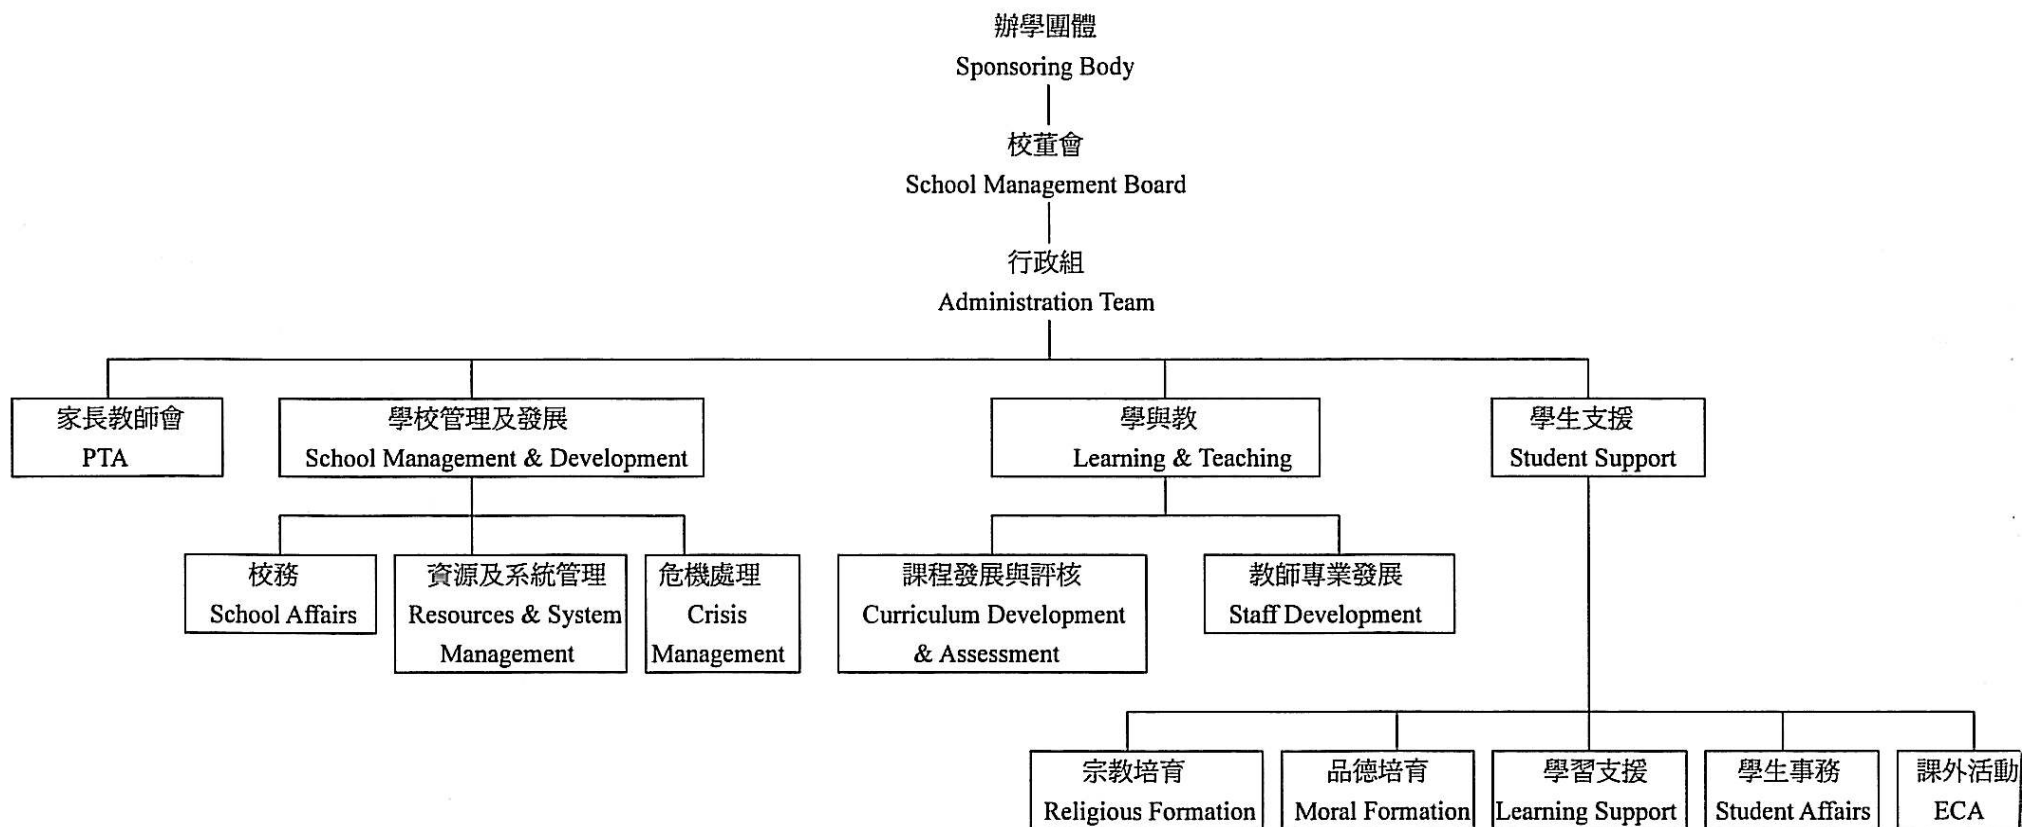 辦學團體
Sponsoring Body
校董會
School Management Board
行政組
Administration Team
家長教師會
PTA
學校管理及發展
School Management & Development
學與教
Learning & Teaching
學生支援
Student Support
校務
School Affairs
資源及系統管理
Resources & System
Management
危機處理
Crisis
Management
課程發展與評核
Curriculum Development
& Assessment
教師專業發展
Staff Development
宗教培育
Religious Formation
品德培育
Moral Formation
學習支援
Learning Support
學生事務
Student Affairs
課外活動
ECA